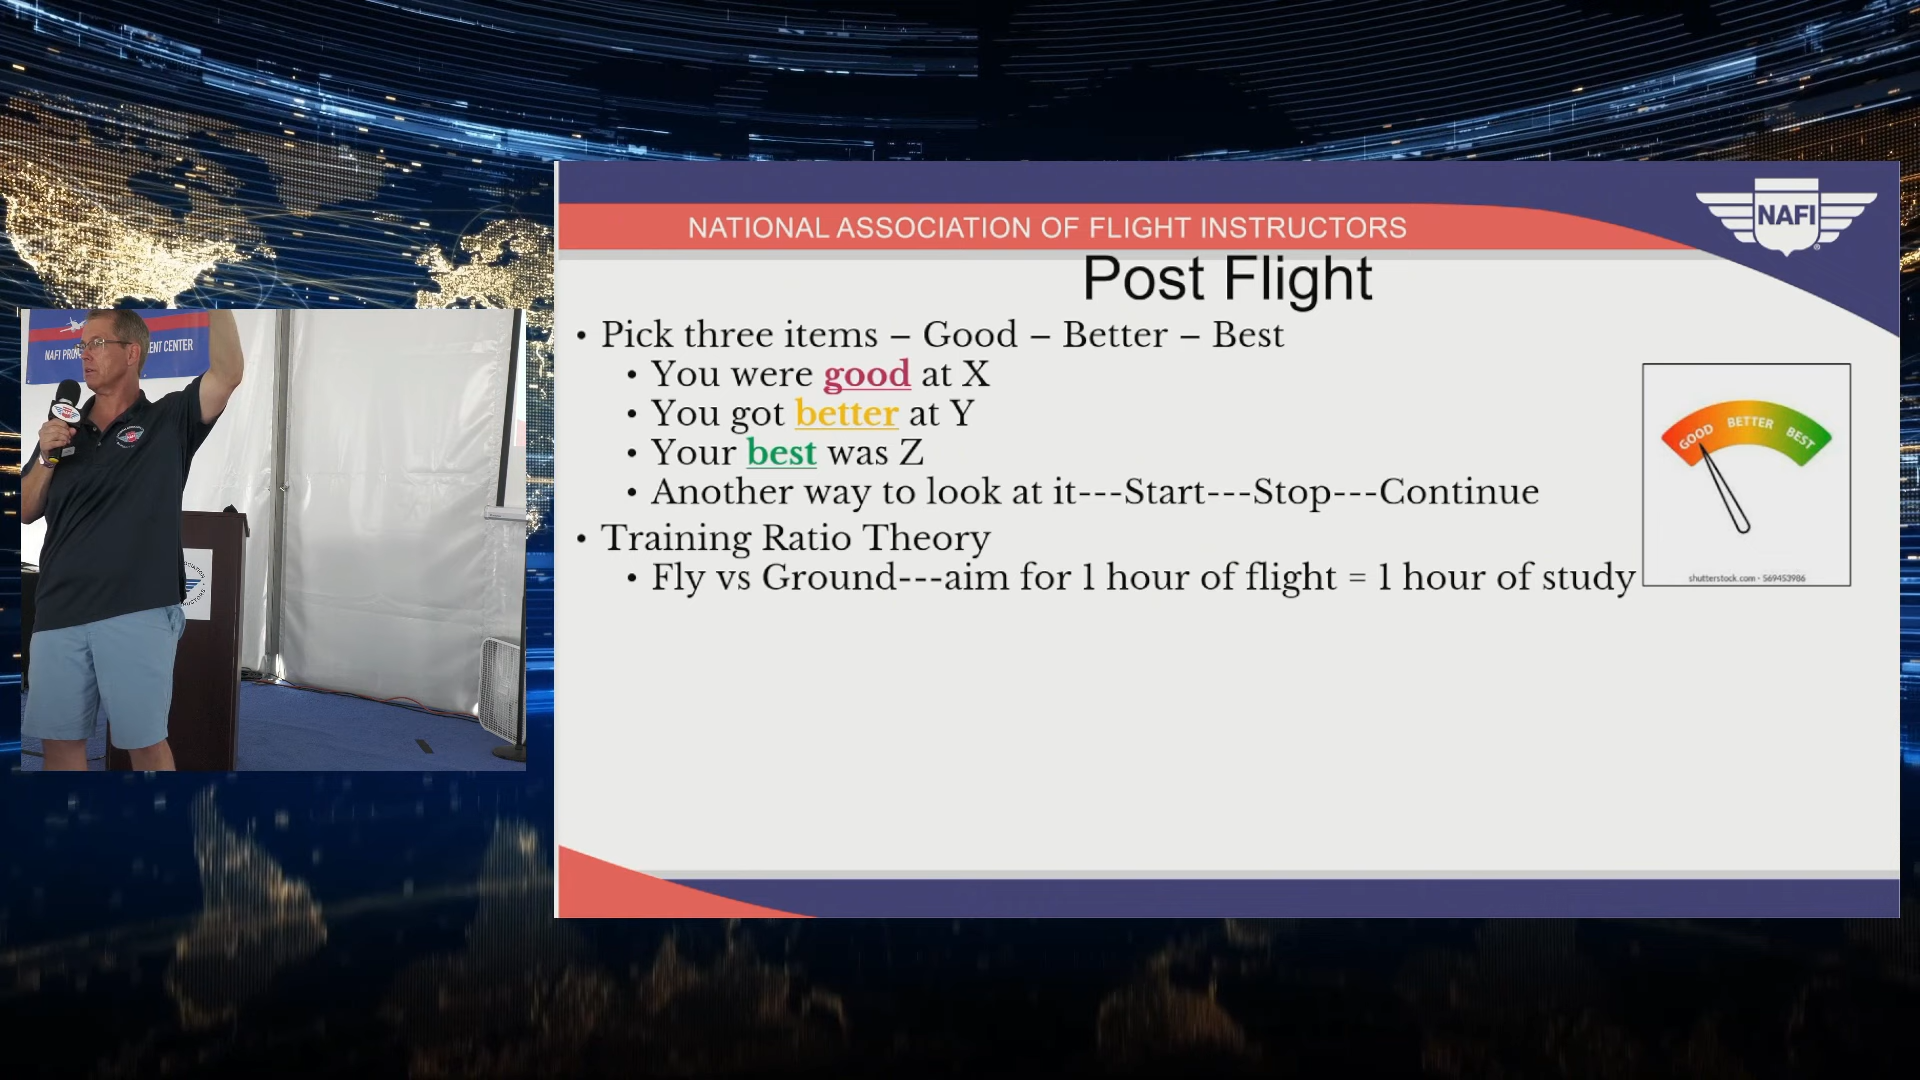 NATIONAL ASSOCIATION OF FLIGHT INSTRUCTORS
NAFI
Post Flight
• Pick three items – Good – Better – Best
• You were good at X
• You got better at Y
• Your best was Z
• Another way to look at it---Start---Stop---Continue
• Training Ratio Theory
• Fly vs Ground---aim for 1 hour of flight = 1 hour of study
GOOD BETTER BEST
shutterstock.com · 569453986
NAFI CENTER